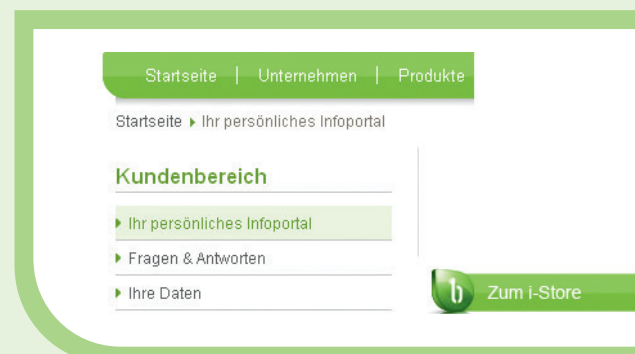 Startseite | Unternehmen | Produkte
Startseite ▸ Ihr persönliches Infoportal
Kundenbereich
Ihr persönliches Infoportal
Fragen & Antworten
Ihre Daten
b Zum i-Store